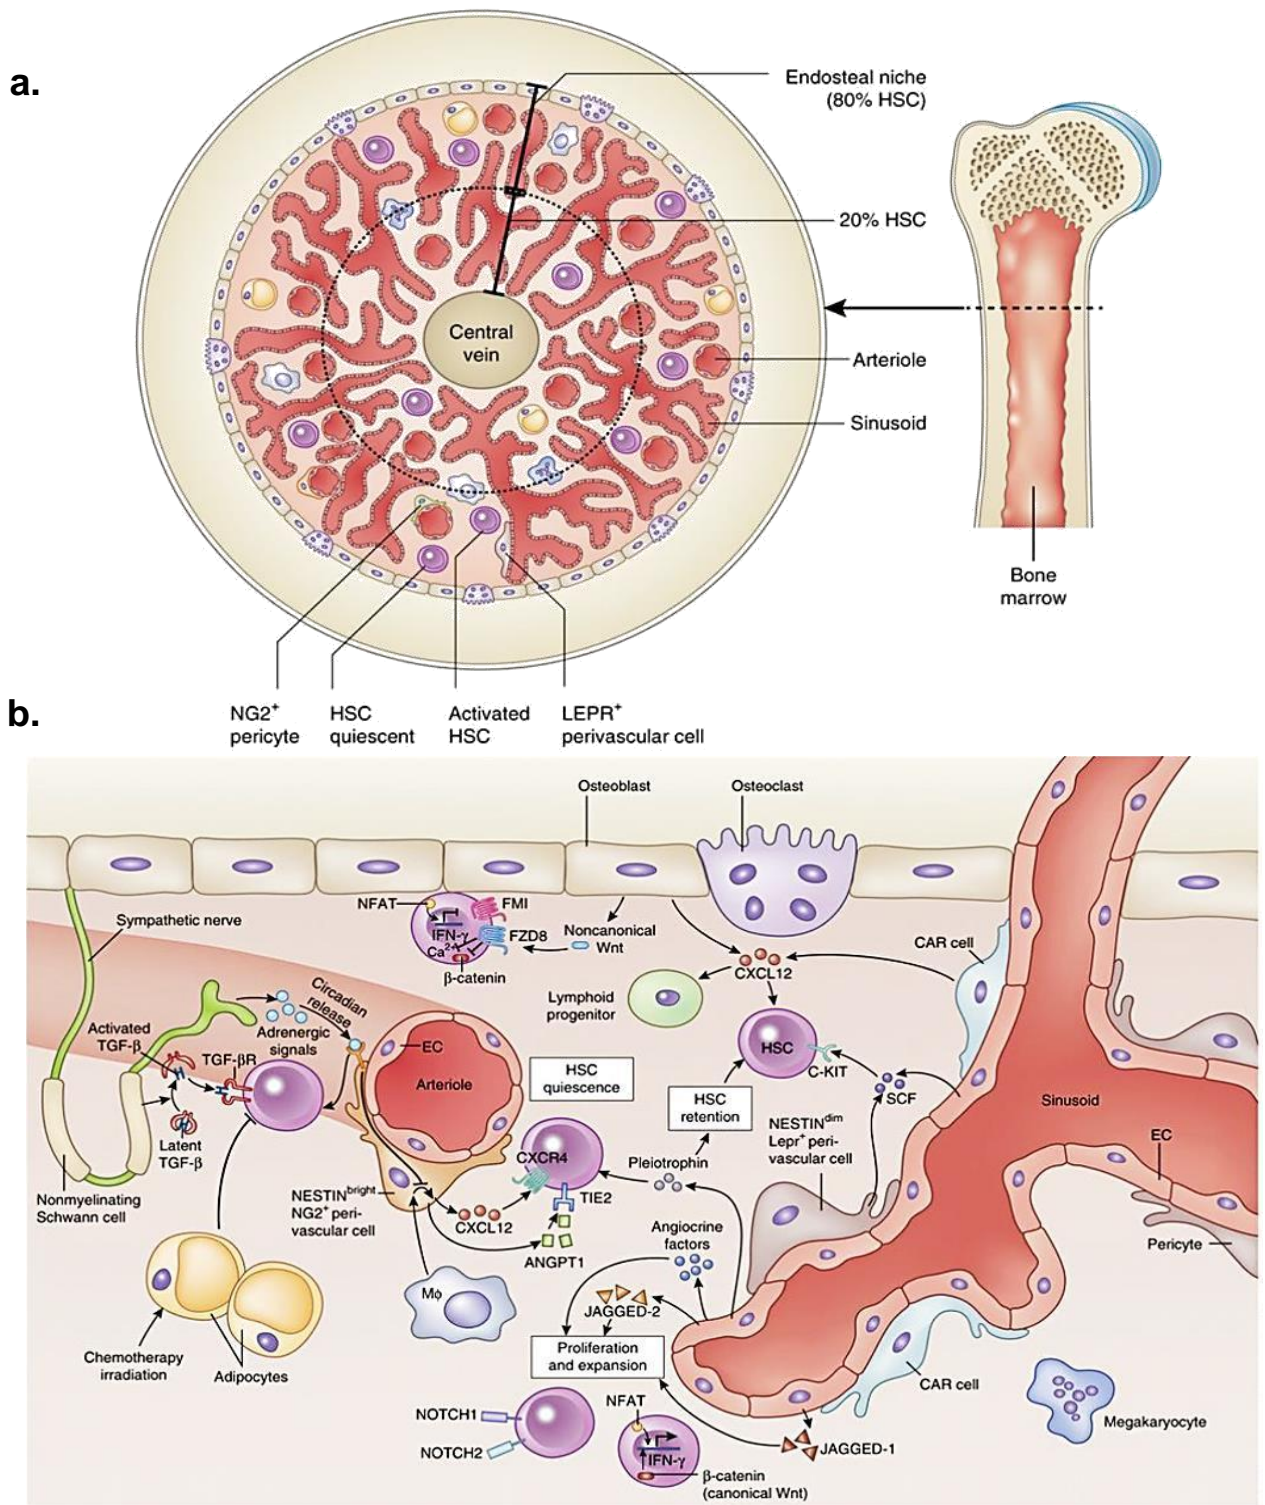 a.
Endosteal niche
(80% HSC)
20% HSC
Central
vein
Arteriole
Sinusoid
Bone
marrow
NG2+
pericyte
HSC
quiescent
Activated
HSC
LEPR+
perivascular cell
b.
Osteoblast
Osteoclast
Sympathetic nerve
NFAT
FMI
IFN-γ
FZD8
Ca2+
β-catenin
Noncanonical
Wnt
CXCL12
CAR cell
Lymphoid
progenitor
Circadian
release
Adrenergic
signals
Activated
TGF-β
TGF-βR
Latent
TGF-β
EC
Arteriole
HSC
quiescence
HSC
C-KIT
SCF
HSC
retention
Sinusoid
NESTINdim
Lepr+ peri-
vascular cell
EC
CXCR4
Pleiotrophin
TIE2
Nonmyelinating
Schwann cell
NESTINbright
NG2+ peri-
vascular cell
CXCL12
ANGPT1
Angiocrine
factors
Pericyte
Mϕ
JAGGED-2
Proliferation
and expansion
Chemotherapy
irradiation
Adipocytes
CAR cell
Megakaryocyte
NOTCH1
NOTCH2
NFAT
IFN-γ
JAGGED-1
β-catenin
(canonical Wnt)